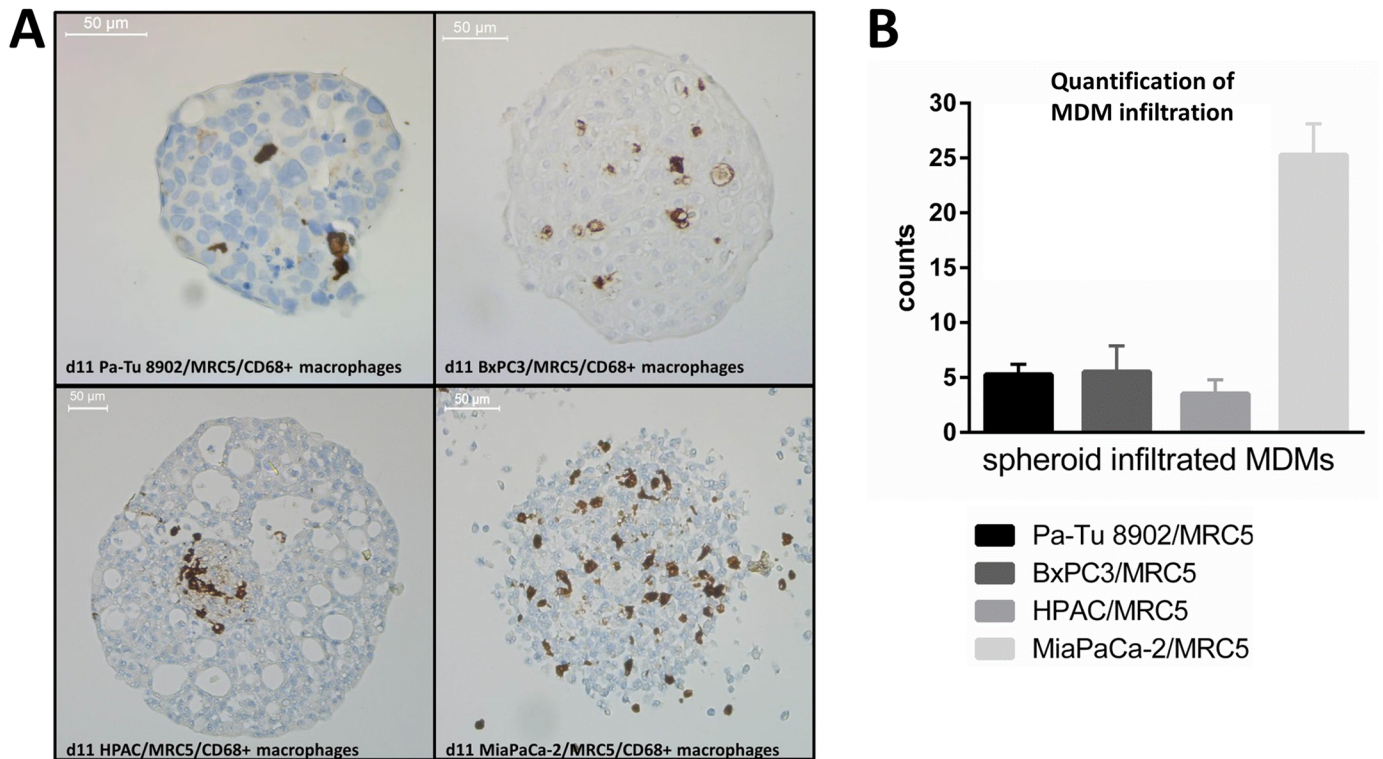 A
50 µm
50 µm
d11 Pa-Tu 8902/MRC5/CD68+ macrophages
d11 BxPC3/MRC5/CD68+ macrophages
50 µm
50 µm
d11 HPAC/MRC5/CD68+ macrophages
d11 MiaPaCa-2/MRC5/CD68+ macrophages
B
Quantification of
MDM infiltration
counts
30
25
20
15
10
5
0
spheroid infiltrated MDMs
Pa-Tu 8902/MRC5
BxPC3/MRC5
HPAC/MRC5
MiaPaCa-2/MRC5